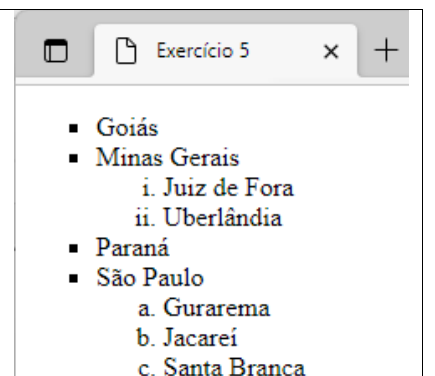 Exercício 5
Goiás
Minas Gerais
i. Juiz de Fora
ii. Uberlândia
Paraná
São Paulo
a. Gurarema
b. Jacareí
c. Santa Branca